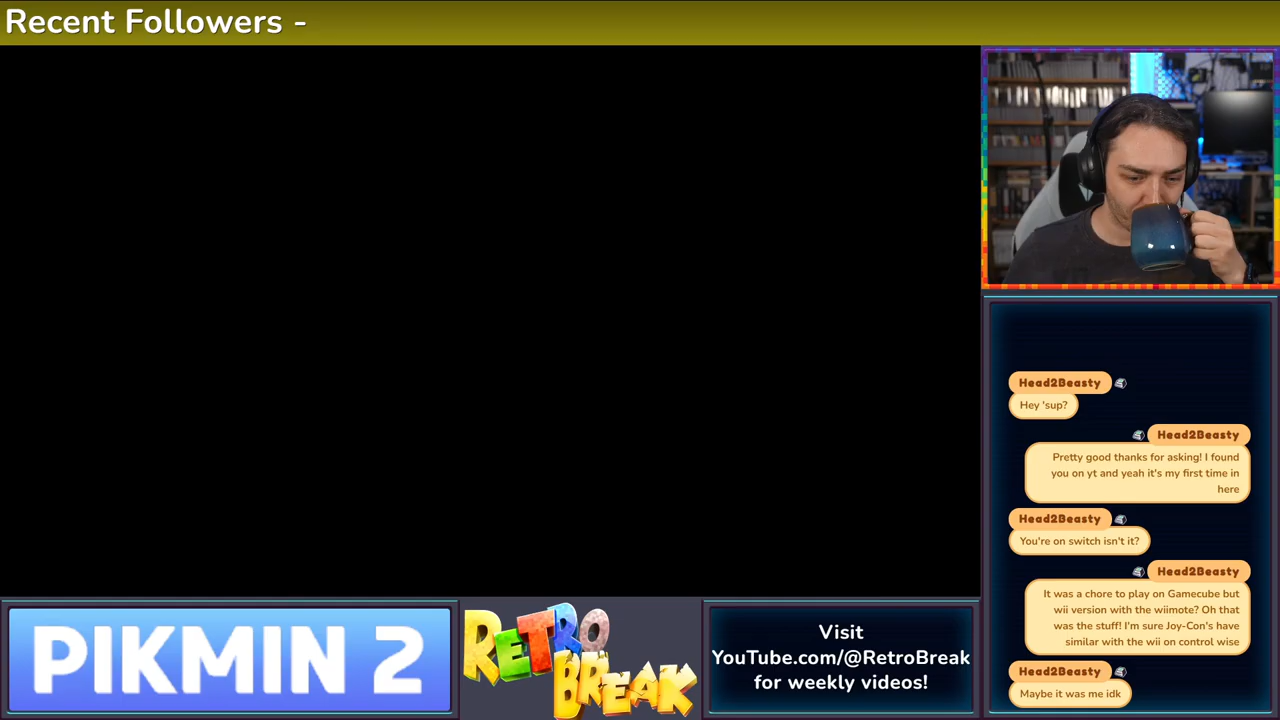 Recent Followers -
Head2Beasty
Hey 'sup?
Head2Beasty
Pretty good thanks for asking! I found
you on yt and yeah it's my first time in
here
Head2Beasty
You're on switch isn't it?
Head2Beasty
It was a chore to play on Gamecube but
wii version with the wiimote? Oh that
was the stuff! I'm sure Joy-Con's have
similar with the wii on control wise
Head2Beasty
Maybe it was me idk
PIKMIN 2
RETRO
BREAK
Visit
YouTube.com/@RetroBreak
for weekly videos!